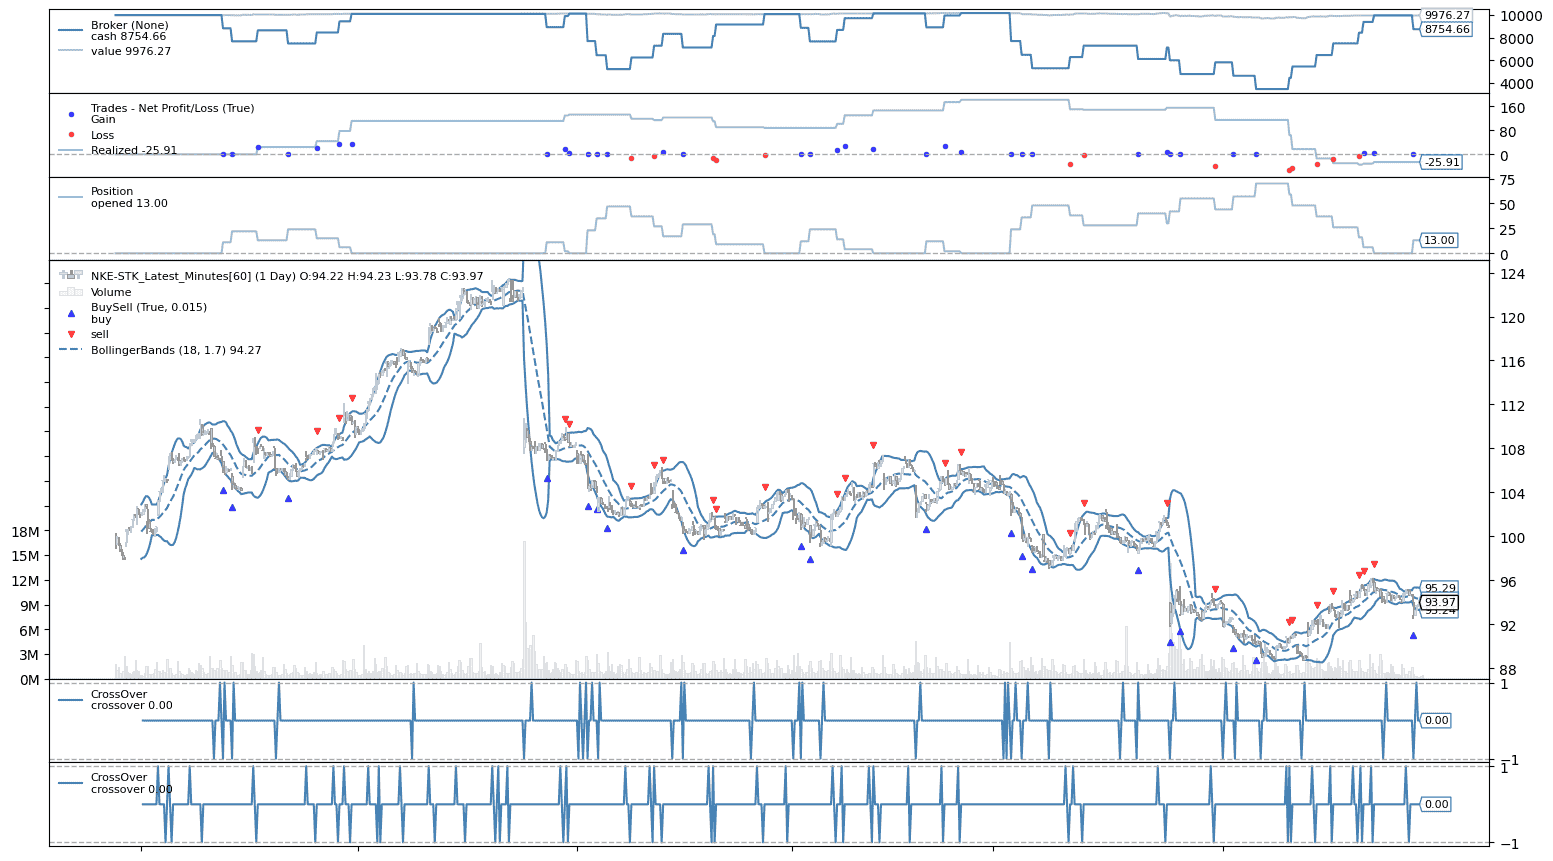 Broker (None)
cash 8754.66
value 9976.27
9976.27
8754.66
10000
8000
6000
4000
Trades - Net Profit/Loss (True)
Gain
Loss
Realized -25.91
160
80
0
-25.91
Position
opened 13.00
75
50
25
0
13.00
NKE-STK_Latest_Minutes[60] (1 Day) O:94.22 H:94.23 L:93.78 C:93.97
Volume
BuySell (True, 0.015)
buy
sell
BollingerBands (18, 1.7) 94.27
18M
15M
12M
9M
6M
3M
0M
124
120
116
112
108
104
100
96
92
88
95.29
93.97
93.24
CrossOver
crossover 0.00
1
0.00
−1
CrossOver
crossover 0.00
1
0.00
−1